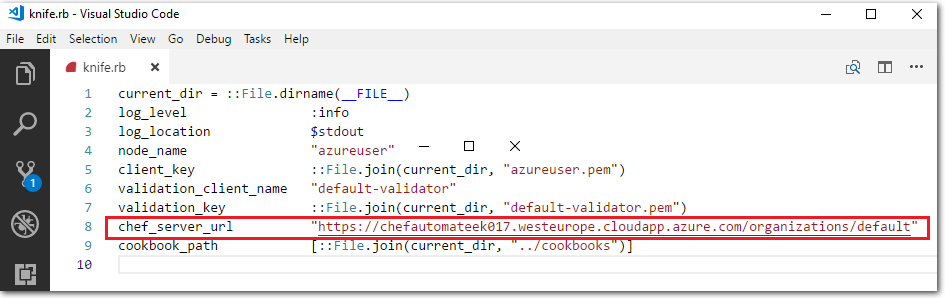 knife.rb - Visual Studio Code
File Edit Selection View Go Debug Tasks Help
knife.rb
1 current_dir = ::File.dirname(__FILE__)
2 log_level :info
3 log_location $stdout
4 node_name "azureuser"
5 client_key ::File.join(current_dir, "azureuser.pem")
6 validation_client_name "default-validator"
7 validation_key ::File.join(current_dir, "default-validator.pem")
8 chef_server_url "https://chefautomateek017.westeurope.cloudapp.azure.com/organizations/default"
9 cookbook_path [::File.join(current_dir, "../cookbooks")]
10
1